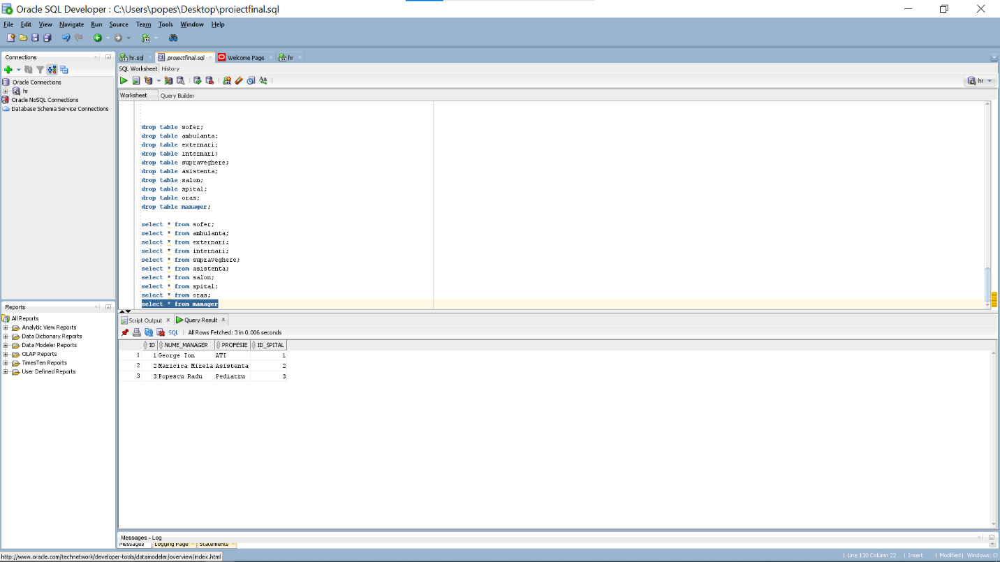 Oracle SQL Developer : C:\Users\popes\Desktop\proiectfinal.sql
File Edit View Navigate Run Source Team Tools Window Help
Connections
Oracle Connections
hr
Oracle NoSQL Connections
Database Schema Service Connections
hr.sql proiectfinal.sql Welcome Page hr
SQL Worksheet History
hr
Worksheet Query Builder
drop table sofer;
drop table ambulanta;
drop table externari;
drop table internari;
drop table supraveghere;
drop table asistenta;
drop table salon;
drop table spital;
drop table oras;
drop table manager;
select * from sofer;
select * from ambulanta;
select * from externari;
select * from internari;
select * from supraveghere;
select * from asistenta;
select * from salon;
select * from spital;
select * from oras;
select * from manager
Reports
All Reports
Analytic View Reports
Data Dictionary Reports
Data Modeler Reports
OLAP Reports
TimesTen Reports
User Defined Reports
Script Output x Query Result x
SQL | All Rows Fetched: 3 in 0.006 seconds
ID NUME_MANAGER PROFESIE ID_SPITAL
1 1 George Ion ATI 1
2 2 Maricica Mirela Asistenta 2
3 3 Popescu Radu Pediatru 3
Messages - Log
Messages Logging Page Statements
http://www.oracle.com/technetwork/developer-tools/datamodeler/overview/index.html
| Line 130 Column 22 | Insert | Modified | Windows: C